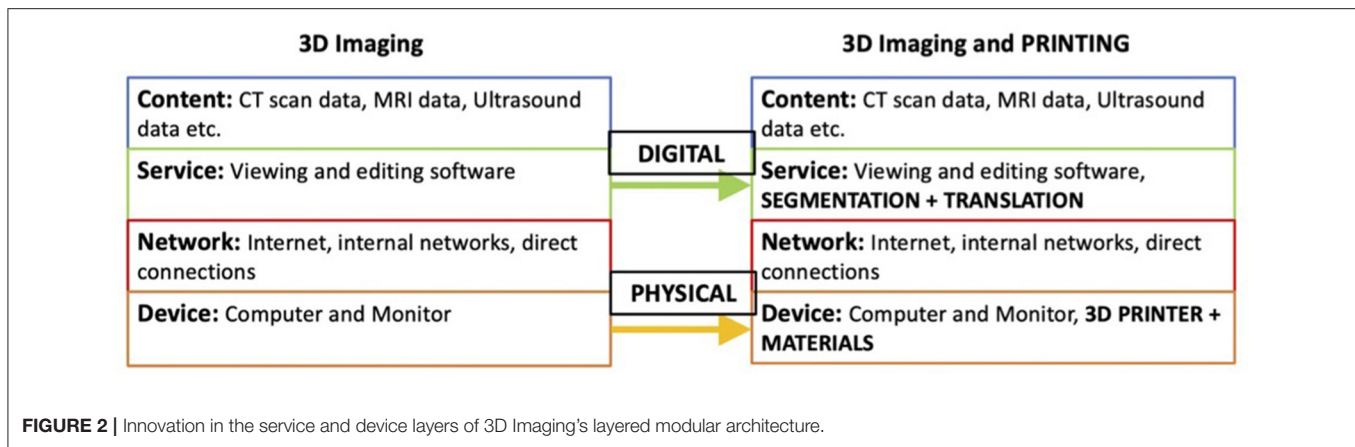 3D Imaging
Content: CT scan data, MRI data, Ultrasound
data etc.
Service: Viewing and editing software
Network: Internet, internal networks, direct
connections
Device: Computer and Monitor
DIGITAL
PHYSICAL
3D Imaging and PRINTING
Content: CT scan data, MRI data, Ultrasound
data etc.
Service: Viewing and editing software,
SEGMENTATION + TRANSLATION
Network: Internet, internal networks, direct
connections
Device: Computer and Monitor, 3D PRINTER +
MATERIALS
FIGURE 2 | Innovation in the service and device layers of 3D Imaging’s layered modular architecture.